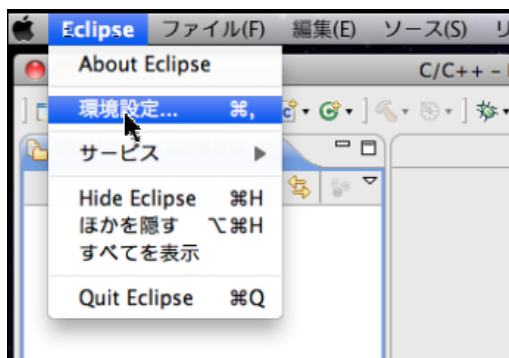 Eclipse ファイル(F) 編集(E) ソース(S)
About Eclipse
C/C++ –
環境設定... ⌘,
サービス ▶
Hide Eclipse ⌘H
ほかを隠す ⌥⌘H
すべてを表示
Quit Eclipse ⌘Q